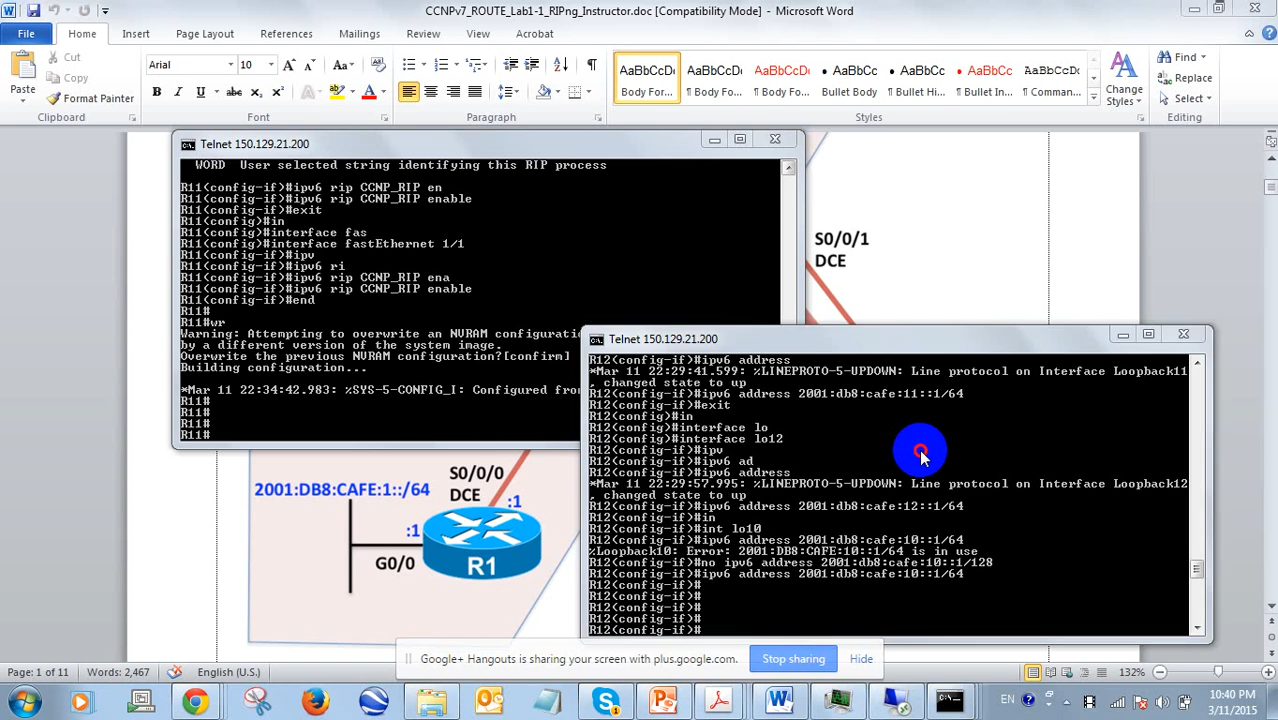 CCNPv7_ROUTE_Lab1-1_RIPng_Instructor.doc [Compatibility Mode] - Microsoft Word
File Home Insert Page Layout References Mailings Review View Acrobat
Paste
Cut
Copy
Format Painter
Clipboard
Arial 10
Font
Paragraph
AaBbCcDc AaBbCcD AaBbCcD AaBbCcD AaBbCcD AaBbCcD AaBbCcDc
Body For... ¶ Body For... ¶ Body For... Bullet Body ¶ Bullet Hi... ¶ Bullet In... ¶ Comman...
Styles
Change Styles
Find
Replace
Select
Editing
Telnet 150.129.21.200
WORD User selected string identifying this RIP process
R11(config-if)#ipv6 rip CCNP_RIP en
R11(config-if)#ipv6 rip CCNP_RIP enable
R11(config-if)#exit
R11(config)#in
R11(config)#interface fas
R11(config)#interface fastEthernet 1/1
R11(config-if)#ipv
R11(config-if)#ipv6 ri
R11(config-if)#ipv6 rip CCNP_RIP ena
R11(config-if)#ipv6 rip CCNP_RIP enable
R11(config-if)#end
R11#
R11#wr
Warning: Attempting to overwrite an NVRAM configuratio
by a different version of the system image.
Overwrite the previous NVRAM configuration?[confirm]
Building configuration...
*Mar 11 22:34:42.983: %SYS-5-CONFIG_I: Configured fro
R11#
R11#
R11#
R11#
S0/0/1
DCE
Telnet 150.129.21.200
R12(config-if)#ipv6 address
*Mar 11 22:29:41.599: %LINEPROTO-5-UPDOWN: Line protocol on Interface Loopback11
, changed state to up
R12(config-if)#ipv6 address 2001:db8:cafe:11::1/64
R12(config-if)#exit
R12(config)#in
R12(config)#interface lo
R12(config)#interface lo12
R12(config-if)#ipv
R12(config-if)#ipv6 ad
R12(config-if)#ipv6 address
*Mar 11 22:29:57.995: %LINEPROTO-5-UPDOWN: Line protocol on Interface Loopback12
, changed state to up
R12(config-if)#ipv6 address 2001:db8:cafe:12::1/64
R12(config-if)#in
R12(config-if)#int lo10
R12(config-if)#ipv6 address 2001:db8:cafe:10::1/64
%Loopback10: Error: 2001:DB8:CAFE:10::1/64 is in use
R12(config-if)#no ipv6 address 2001:db8:cafe:10::1/128
R12(config-if)#ipv6 address 2001:db8:cafe:10::1/64
R12(config-if)#
R12(config-if)#
R12(config-if)#
R12(config-if)#
R12(config-if)#
S0/0/0
DCE
2001:DB8:CAFE:1::/64
:1
:1
G0/0
R1
Google+ Hangouts is sharing your screen with plus.google.com. Stop sharing Hide
Page: 1 of 11 Words: 2,467 English (U.S.) 132%
EN 10:40 PM
3/11/2015